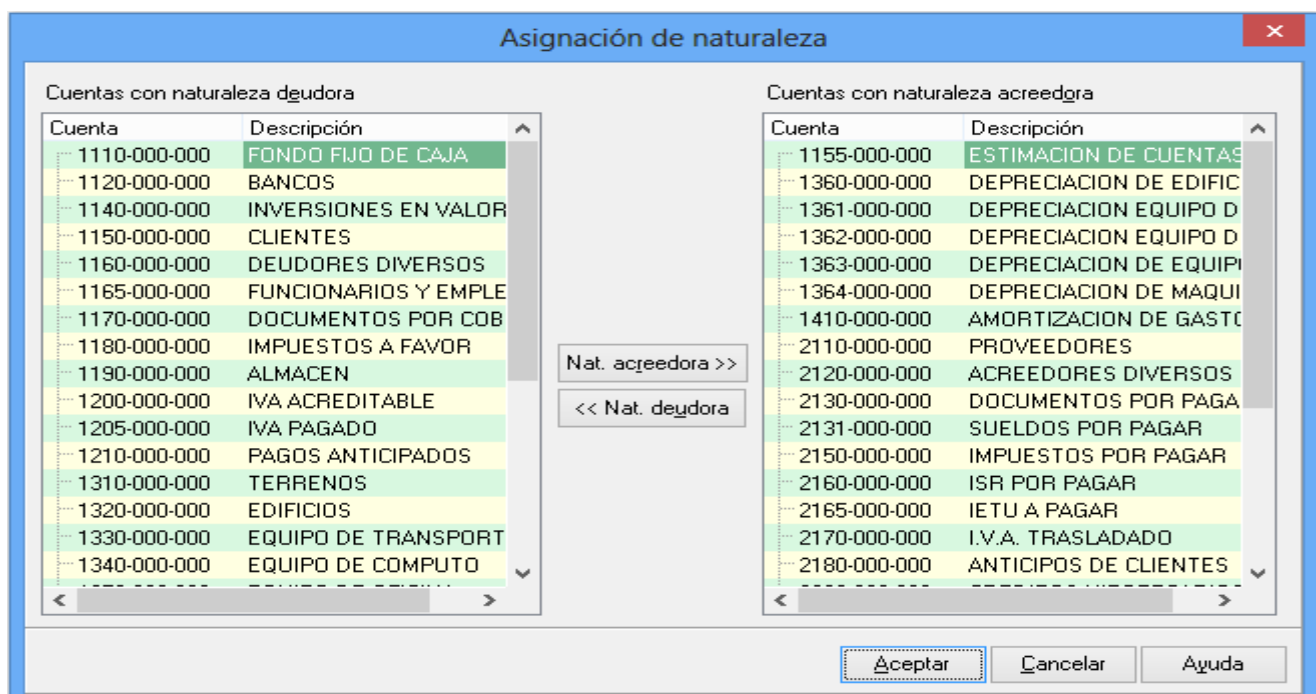 Asignación de naturaleza
Cuentas con naturaleza deudora
Cuenta Descripción
1110-000-000 FONDO FIJO DE CAJA
1120-000-000 BANCOS
1140-000-000 INVERSIONES EN VALOR
1150-000-000 CLIENTES
1160-000-000 DEUDORES DIVERSOS
1165-000-000 FUNCIONARIOS Y EMPLE
1170-000-000 DOCUMENTOS POR COB
1180-000-000 IMPUESTOS A FAVOR
1190-000-000 ALMACEN
1200-000-000 IVA ACREDITABLE
1205-000-000 IVA PAGADO
1210-000-000 PAGOS ANTICIPADOS
1310-000-000 TERRENOS
1320-000-000 EDIFICIOS
1330-000-000 EQUIPO DE TRANSPORT
1340-000-000 EQUIPO DE COMPUTO
Nat. acreedora >>
<< Nat. deudora
Cuentas con naturaleza acreedora
Cuenta Descripción
1155-000-000 ESTIMACION DE CUENTAS
1360-000-000 DEPRECIACION DE EDIFIC
1361-000-000 DEPRECIACION EQUIPO D
1362-000-000 DEPRECIACION EQUIPO D
1363-000-000 DEPRECIACION DE EQUIP
1364-000-000 DEPRECIACION DE MAQUI
1410-000-000 AMORTIZACION DE GAST
2110-000-000 PROVEEDORES
2120-000-000 ACREEDORES DIVERSOS
2130-000-000 DOCUMENTOS POR PAGA
2131-000-000 SUELDOS POR PAGAR
2150-000-000 IMPUESTOS POR PAGAR
2160-000-000 ISR POR PAGAR
2165-000-000 IETU A PAGAR
2170-000-000 I.V.A. TRASLADADO
2180-000-000 ANTICIPOS DE CLIENTES
Aceptar Cancelar Ayuda